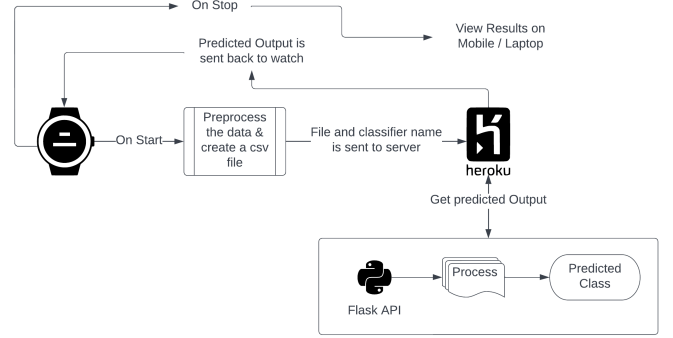 On Stop
View Results on
Mobile / Laptop
Predicted Output is
sent back to watch
On Start
Preprocess
the data &
create a csv
file
File and classifier name
is sent to server
heroku
Get predicted Output
Process
Predicted
Class
Flask API